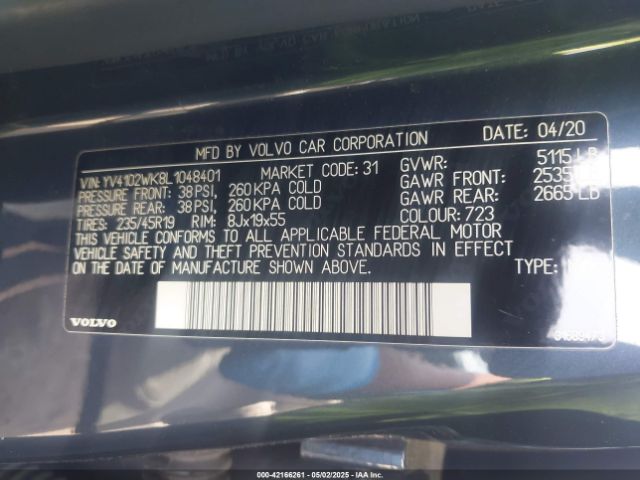 MFD BY VOLVO CAR CORPORATION DATE: 04/20
VIN: YV4102WK8L1048401 MARKET CODE: 31 GVWR: 5115 LB
PRESSURE FRONT: 38 PSI, 260 KPA COLD GAWR FRONT: 2535
PRESSURE REAR: 38 PSI, 260 KPA COLD GAWR REAR: 2665 LB
TIRES: 235/45R19 RIM: 8Jx19x55 COLOUR: 723
THIS VEHICLE CONFORMS TO ALL APPLICABLE FEDERAL MOTOR
VEHICLE SAFETY AND THEFT PREVENTION STANDARDS IN EFFECT
ON THE DATE OF MANUFACTURE SHOWN ABOVE. TYPE:
VOLVO
000-42166261 - 05/02/2025 - IAAI.COM